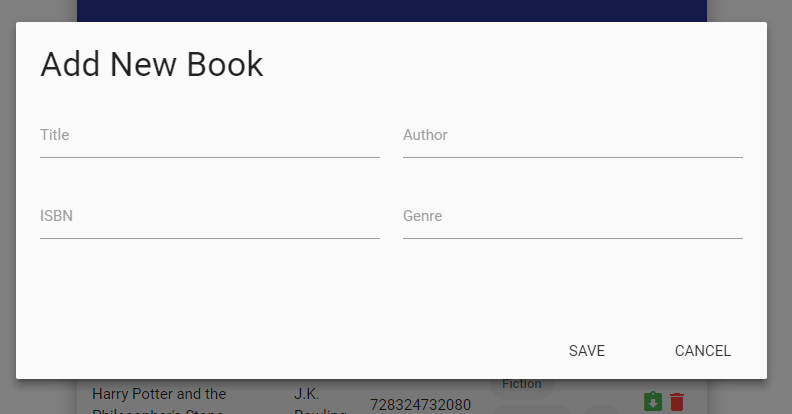 Add New Book
Title Author
ISBN Genre
SAVE CANCEL
Fiction
Harry Potter and the J.K.
728324732080